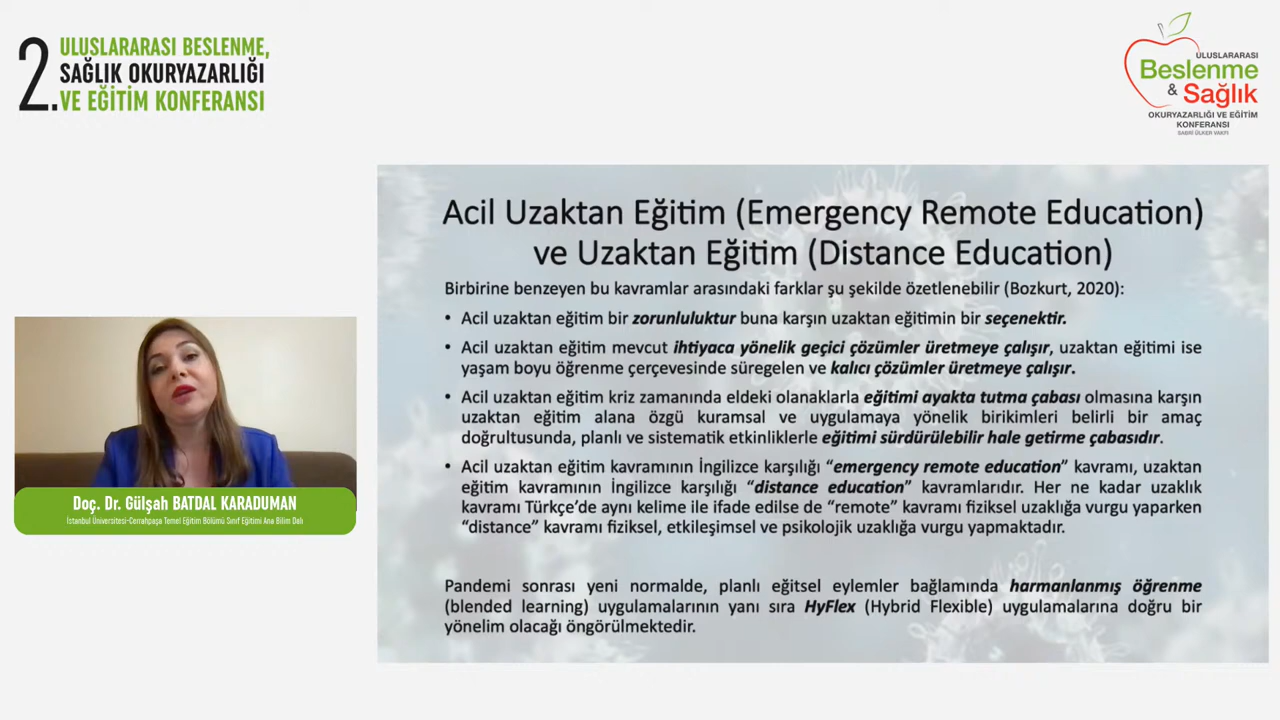 2. ULUSLARARASI BESLENME,
SAĞLIK OKURYAZARLIĞI
VE EĞİTİM KONFERANSI
ULUSLARARASI
Beslenme
& Sağlık
OKURYAZARLIĞI VE EĞİTİM
KONFERANSI
SABRİ ÜLKER VAKFI
Acil Uzaktan Eğitim (Emergency Remote Education)
ve Uzaktan Eğitim (Distance Education)
Birbirine benzeyen bu kavramlar arasındaki farklar şu şekilde özetlenebilir (Bozkurt, 2020):
• Acil uzaktan eğitim bir zorunluluktur buna karşın uzaktan eğitimin bir seçenektir.
• Acil uzaktan eğitim mevcut ihtiyaca yönelik geçici çözümler üretmeye çalışır, uzaktan eğitimi ise
yaşam boyu öğrenme çerçevesinde süregelen ve kalıcı çözümler üretmeye çalışır.
• Acil uzaktan eğitim kriz zamanında eldeki olanaklarla eğitimi ayakta tutma çabası olmasına karşın
uzaktan eğitim alana özgü kuramsal ve uygulamaya yönelik birikimleri belirli bir amaç
doğrultusunda, planlı ve sistematik etkinliklerle eğitimi sürdürülebilir hale getirme çabasıdır.
• Acil uzaktan eğitim kavramının İngilizce karşılığı “emergency remote education” kavramı, uzaktan
eğitim kavramının İngilizce karşılığı “distance education” kavramlarıdır. Her ne kadar uzaklık
kavramı Türkçe’de aynı kelime ile ifade edilse de “remote” kavramı fiziksel uzaklığa vurgu yaparken
“distance” kavramı fiziksel, etkileşimsel ve psikolojik uzaklığa vurgu yapmaktadır.
Pandemi sonrası yeni normalde, planlı eğitsel eylemler bağlamında harmanlanmış öğrenme
(blended learning) uygulamalarının yanı sıra HyFlex (Hybrid Flexible) uygulamalarına doğru bir
yönelim olacağı öngörülmektedir.
Doç. Dr. Gülşah BATDAL KARADUMAN
İstanbul Üniversitesi-Cerrahpaşa Temel Eğitim Bölümü Sınıf Eğitimi Ana Bilim Dalı